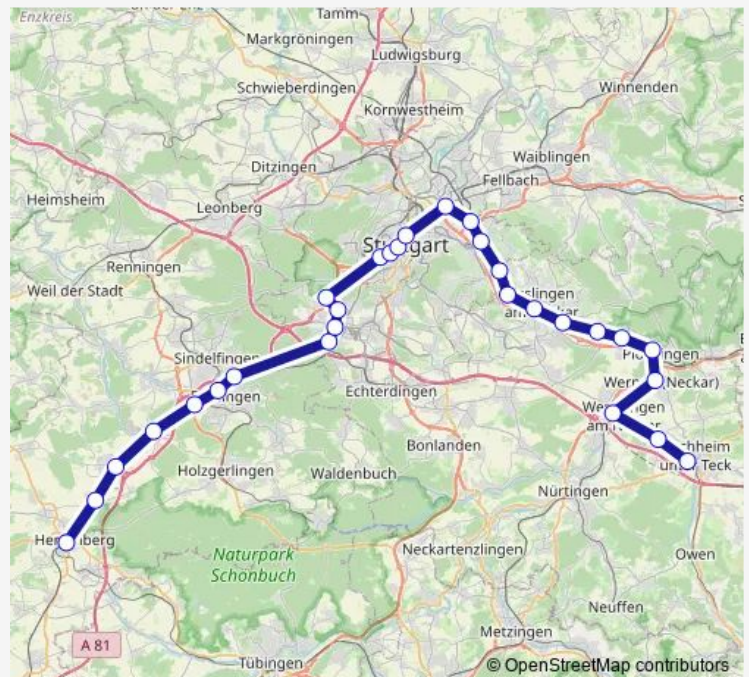 Enzkreis
Tamm
Markgröningen
Ludwigsburg
Schwieberdingen
Winnenden
Kornwestheim
Waiblingen
Ditzingen
Fellbach
Heimsheim
Leonberg
Renningen
Weil der Stadt
Sindelfingen
Echterdingen
Bonlanden
Holzgerlingen
Waldenbuch
Nürtingen
Naturpark
Schönbuch
Neckartenzlingen
Owen
Neuffen
A 81
Metzingen
Tübingen
© OpenStreetMap contributors